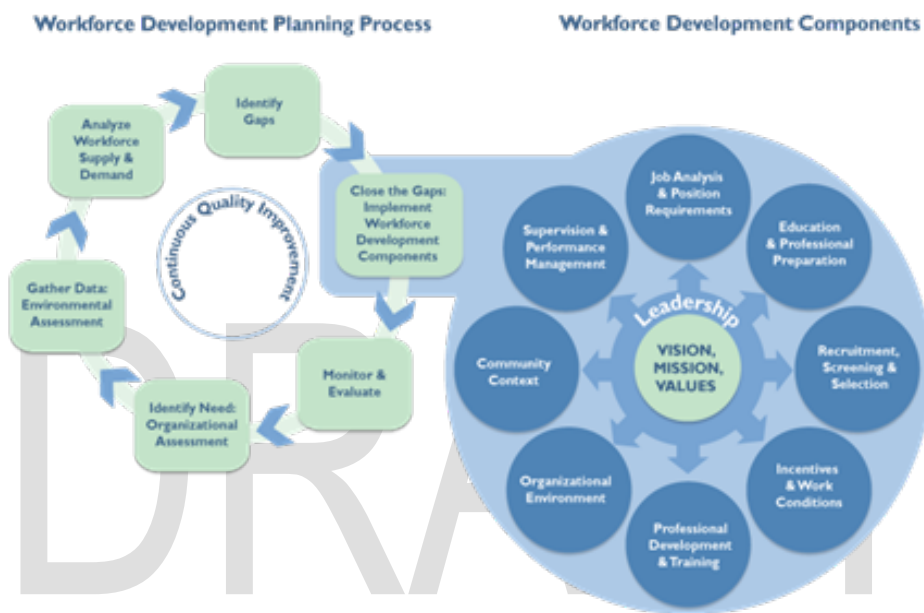 Workforce Development Planning Process
Workforce Development Components
Identify
Gaps
Analyze
Workforce
Supply &
Demand
Close the Gaps:
Implement
Workforce
Development
Components
Continuous Quality Improvement
Gather Data:
Environmental
Assessment
Monitor &
Evaluate
Identify Need:
Organizational
Assessment
Job Analysis
& Position
Requirements
Education
& Professional
Preparation
Supervision &
Performance
Management
Leadership
VISION,
MISSION,
VALUES
Recruitment,
Screening &
Selection
Community
Context
Incentives
& Work
Conditions
Organizational
Environment
Professional
Development
& Training
DRAFT